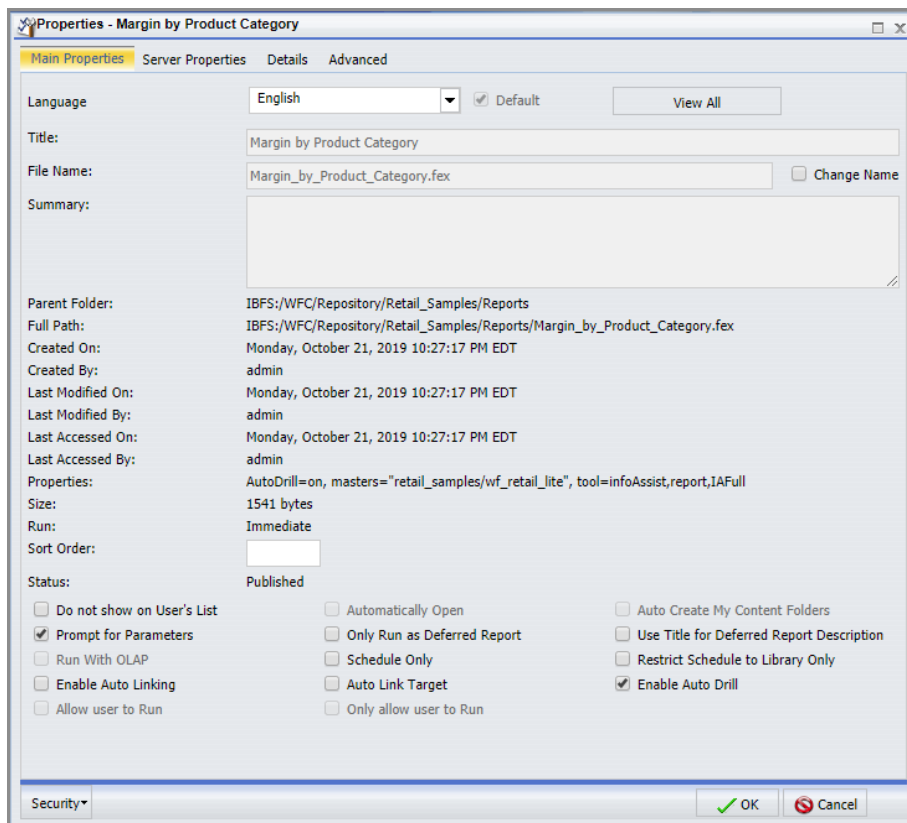 Properties - Margin by Product Category
Main Properties Server Properties Details Advanced
Language English Default View All
Title: Margin by Product Category
File Name: Margin_by_Product_Category.fex Change Name
Summary:
Parent Folder: IBFS:/WFC/Repository/Retail_Samples/Reports
Full Path: IBFS:/WFC/Repository/Retail_Samples/Reports/Margin_by_Product_Category.fex
Created On: Monday, October 21, 2019 10:27:17 PM EDT
Created By: admin
Last Modified On: Monday, October 21, 2019 10:27:17 PM EDT
Last Modified By: admin
Last Accessed On: Monday, October 21, 2019 10:27:17 PM EDT
Last Accessed By: admin
Properties: AutoDrill=on, masters="retail_samples/wf_retail_lite", tool=infoAssist,report,IAFull
Size: 1541 bytes
Run: Immediate
Sort Order:
Status: Published
Do not show on User's List Automatically Open Auto Create My Content Folders
Prompt for Parameters Only Run as Deferred Report Use Title for Deferred Report Description
Run With OLAP Schedule Only Restrict Schedule to Library Only
Enable Auto Linking Auto Link Target Enable Auto Drill
Allow user to Run Only allow user to Run
Security OK Cancel